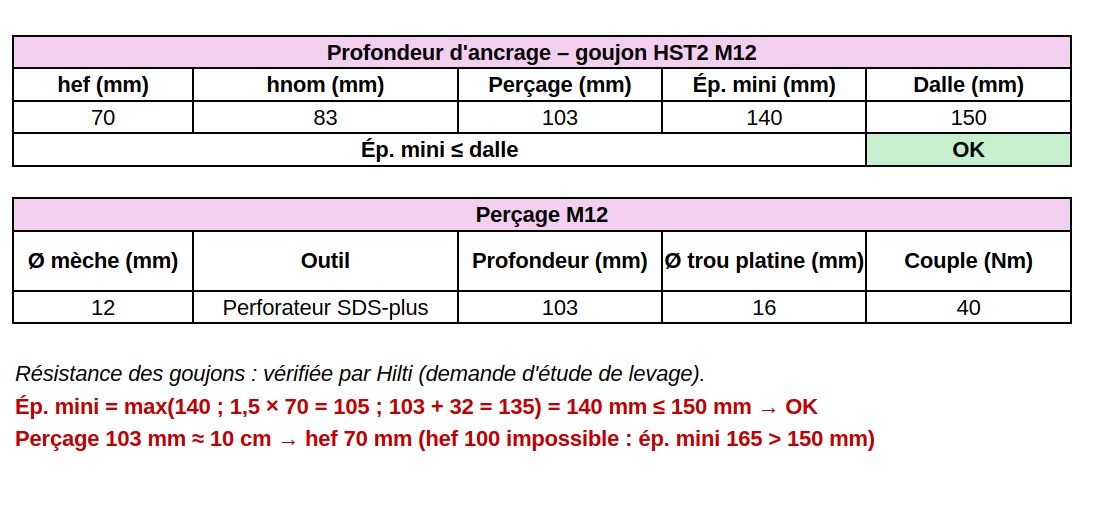 Profondeur d'ancrage – goujon HST2 M12
hef (mm) hnom (mm) Perçage (mm) Ép. mini (mm) Dalle (mm)
70 83 103 140 150
Ép. mini ≤ dalle OK
Perçage M12
Ø mèche (mm) Outil Profondeur (mm) Ø trou platine (mm) Couple (Nm)
12 Perforateur SDS-plus 103 16 40
Résistance des goujons : vérifiée par Hilti (demande d'étude de levage).
Ép. mini = max(140 ; 1,5 × 70 = 105 ; 103 + 32 = 135) = 140 mm ≤ 150 mm → OK
Perçage 103 mm ≈ 10 cm → hef 70 mm (hef 100 impossible : ép. mini 165 > 150 mm)